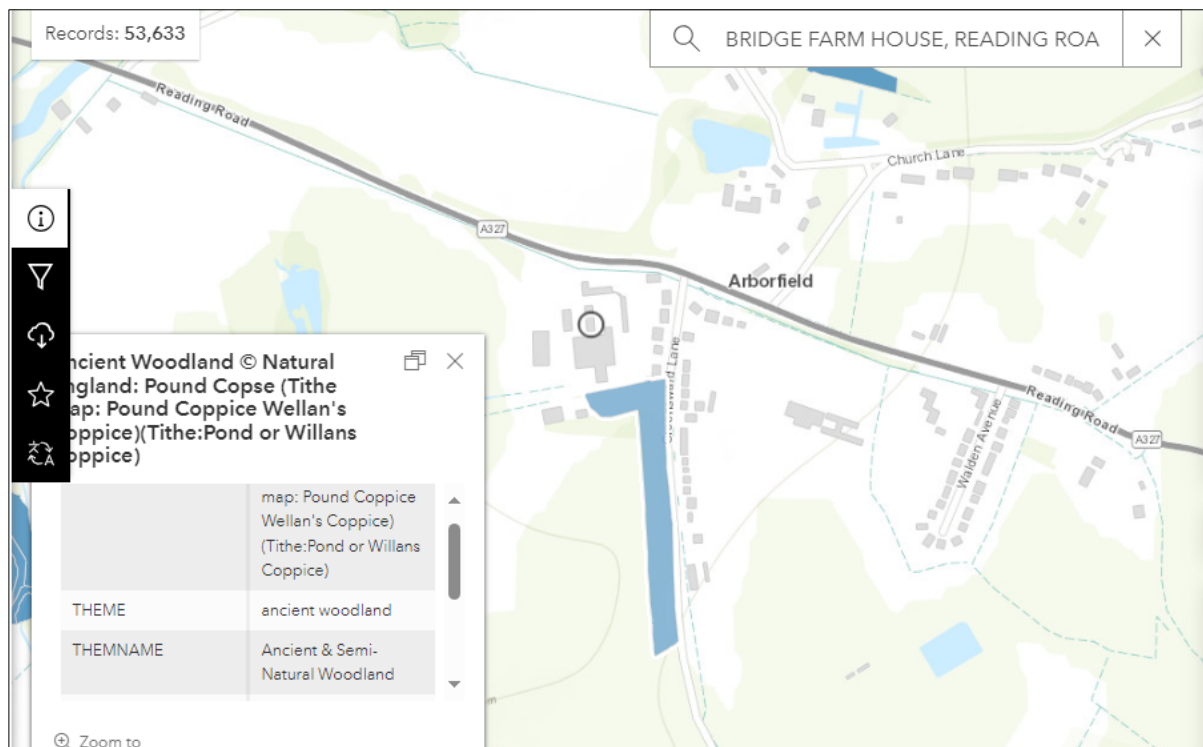 Records: 53,633
BRIDGE FARM HOUSE, READING ROA
Reading Road
Church Lane
A327
Arborfield
Lane
Reading Road
A327
Walden Avenue
ncient Woodland © Natural
ngland: Pound Copse (Tithe
ap: Pound Coppice Wellan's
oppice)(Tithe:Pond or Willans
oppice)
map: Pound Coppice
Wellan's Coppice)
(Tithe:Pond or Willans
Coppice)
THEME ancient woodland
THEMNAME Ancient & Semi-
Natural Woodland
Zoom to